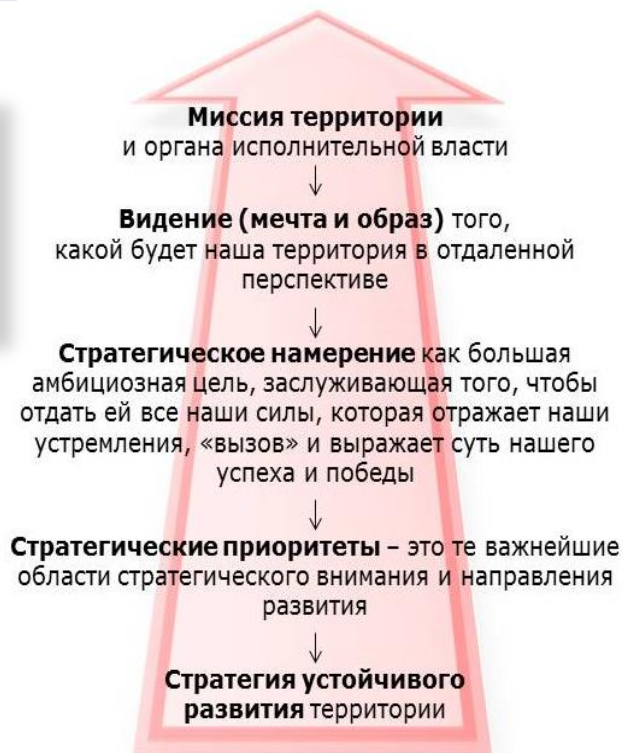 Миссия территории
и органа исполнительной власти
↓
Видение (мечта и образ) того,
какой будет наша территория в отдаленной
перспективе
↓
Стратегическое намерение как большая
амбициозная цель, заслуживающая того, чтобы
отдать ей все наши силы, которая отражает наши
устремления, «вызов» и выражает суть нашего
успеха и победы
↓
Стратегические приоритеты – это те важнейшие
области стратегического внимания и направления
развития
↓
Стратегия устойчивого
развития территории